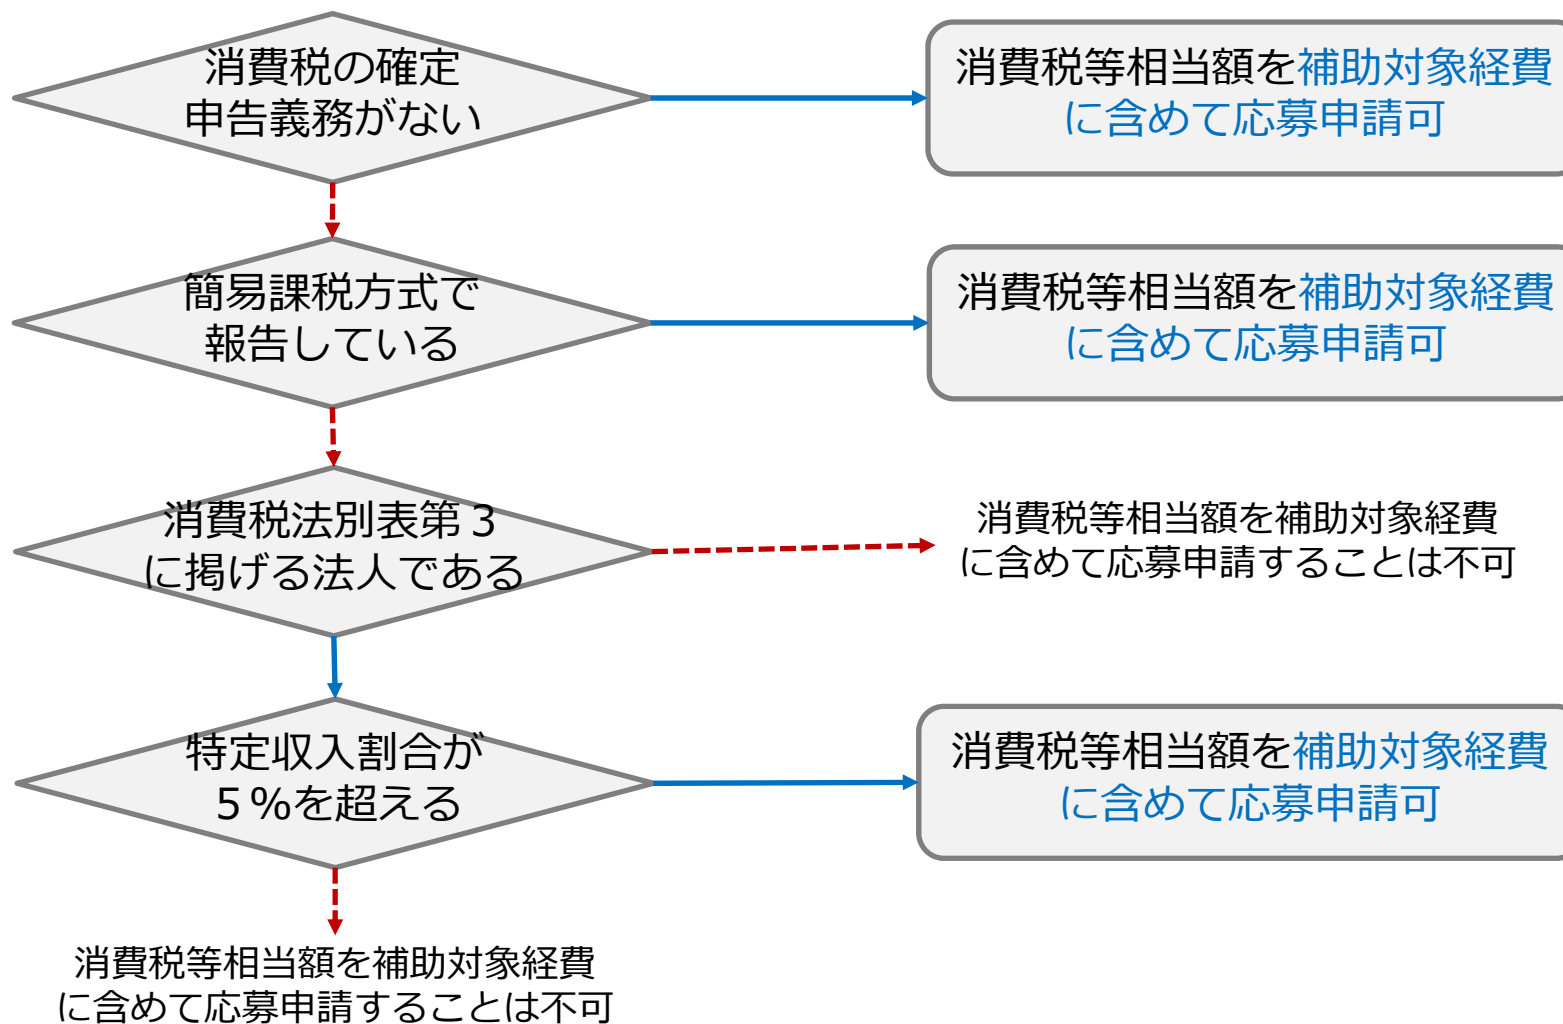 消費税の確定
申告義務がない
消費税等相当額を補助対象経費
に含めて応募申請可
簡易課税方式で
報告している
消費税等相当額を補助対象経費
に含めて応募申請可
消費税法別表第３
に掲げる法人である
消費税等相当額を補助対象経費
に含めて応募申請することは不可
特定収入割合が
５%を超える
消費税等相当額を補助対象経費
に含めて応募申請可
消費税等相当額を補助対象経費
に含めて応募申請することは不可